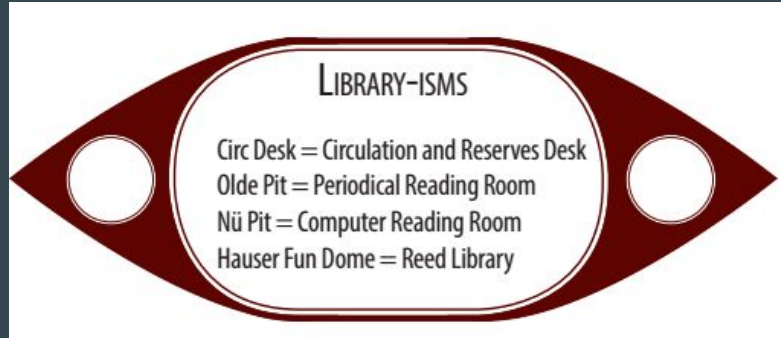 Library-isms
Circ Desk = Circulation and Reserves Desk
Olde Pit = Periodical Reading Room
Nü Pit = Computer Reading Room
Hauser Fun Dome = Reed Library